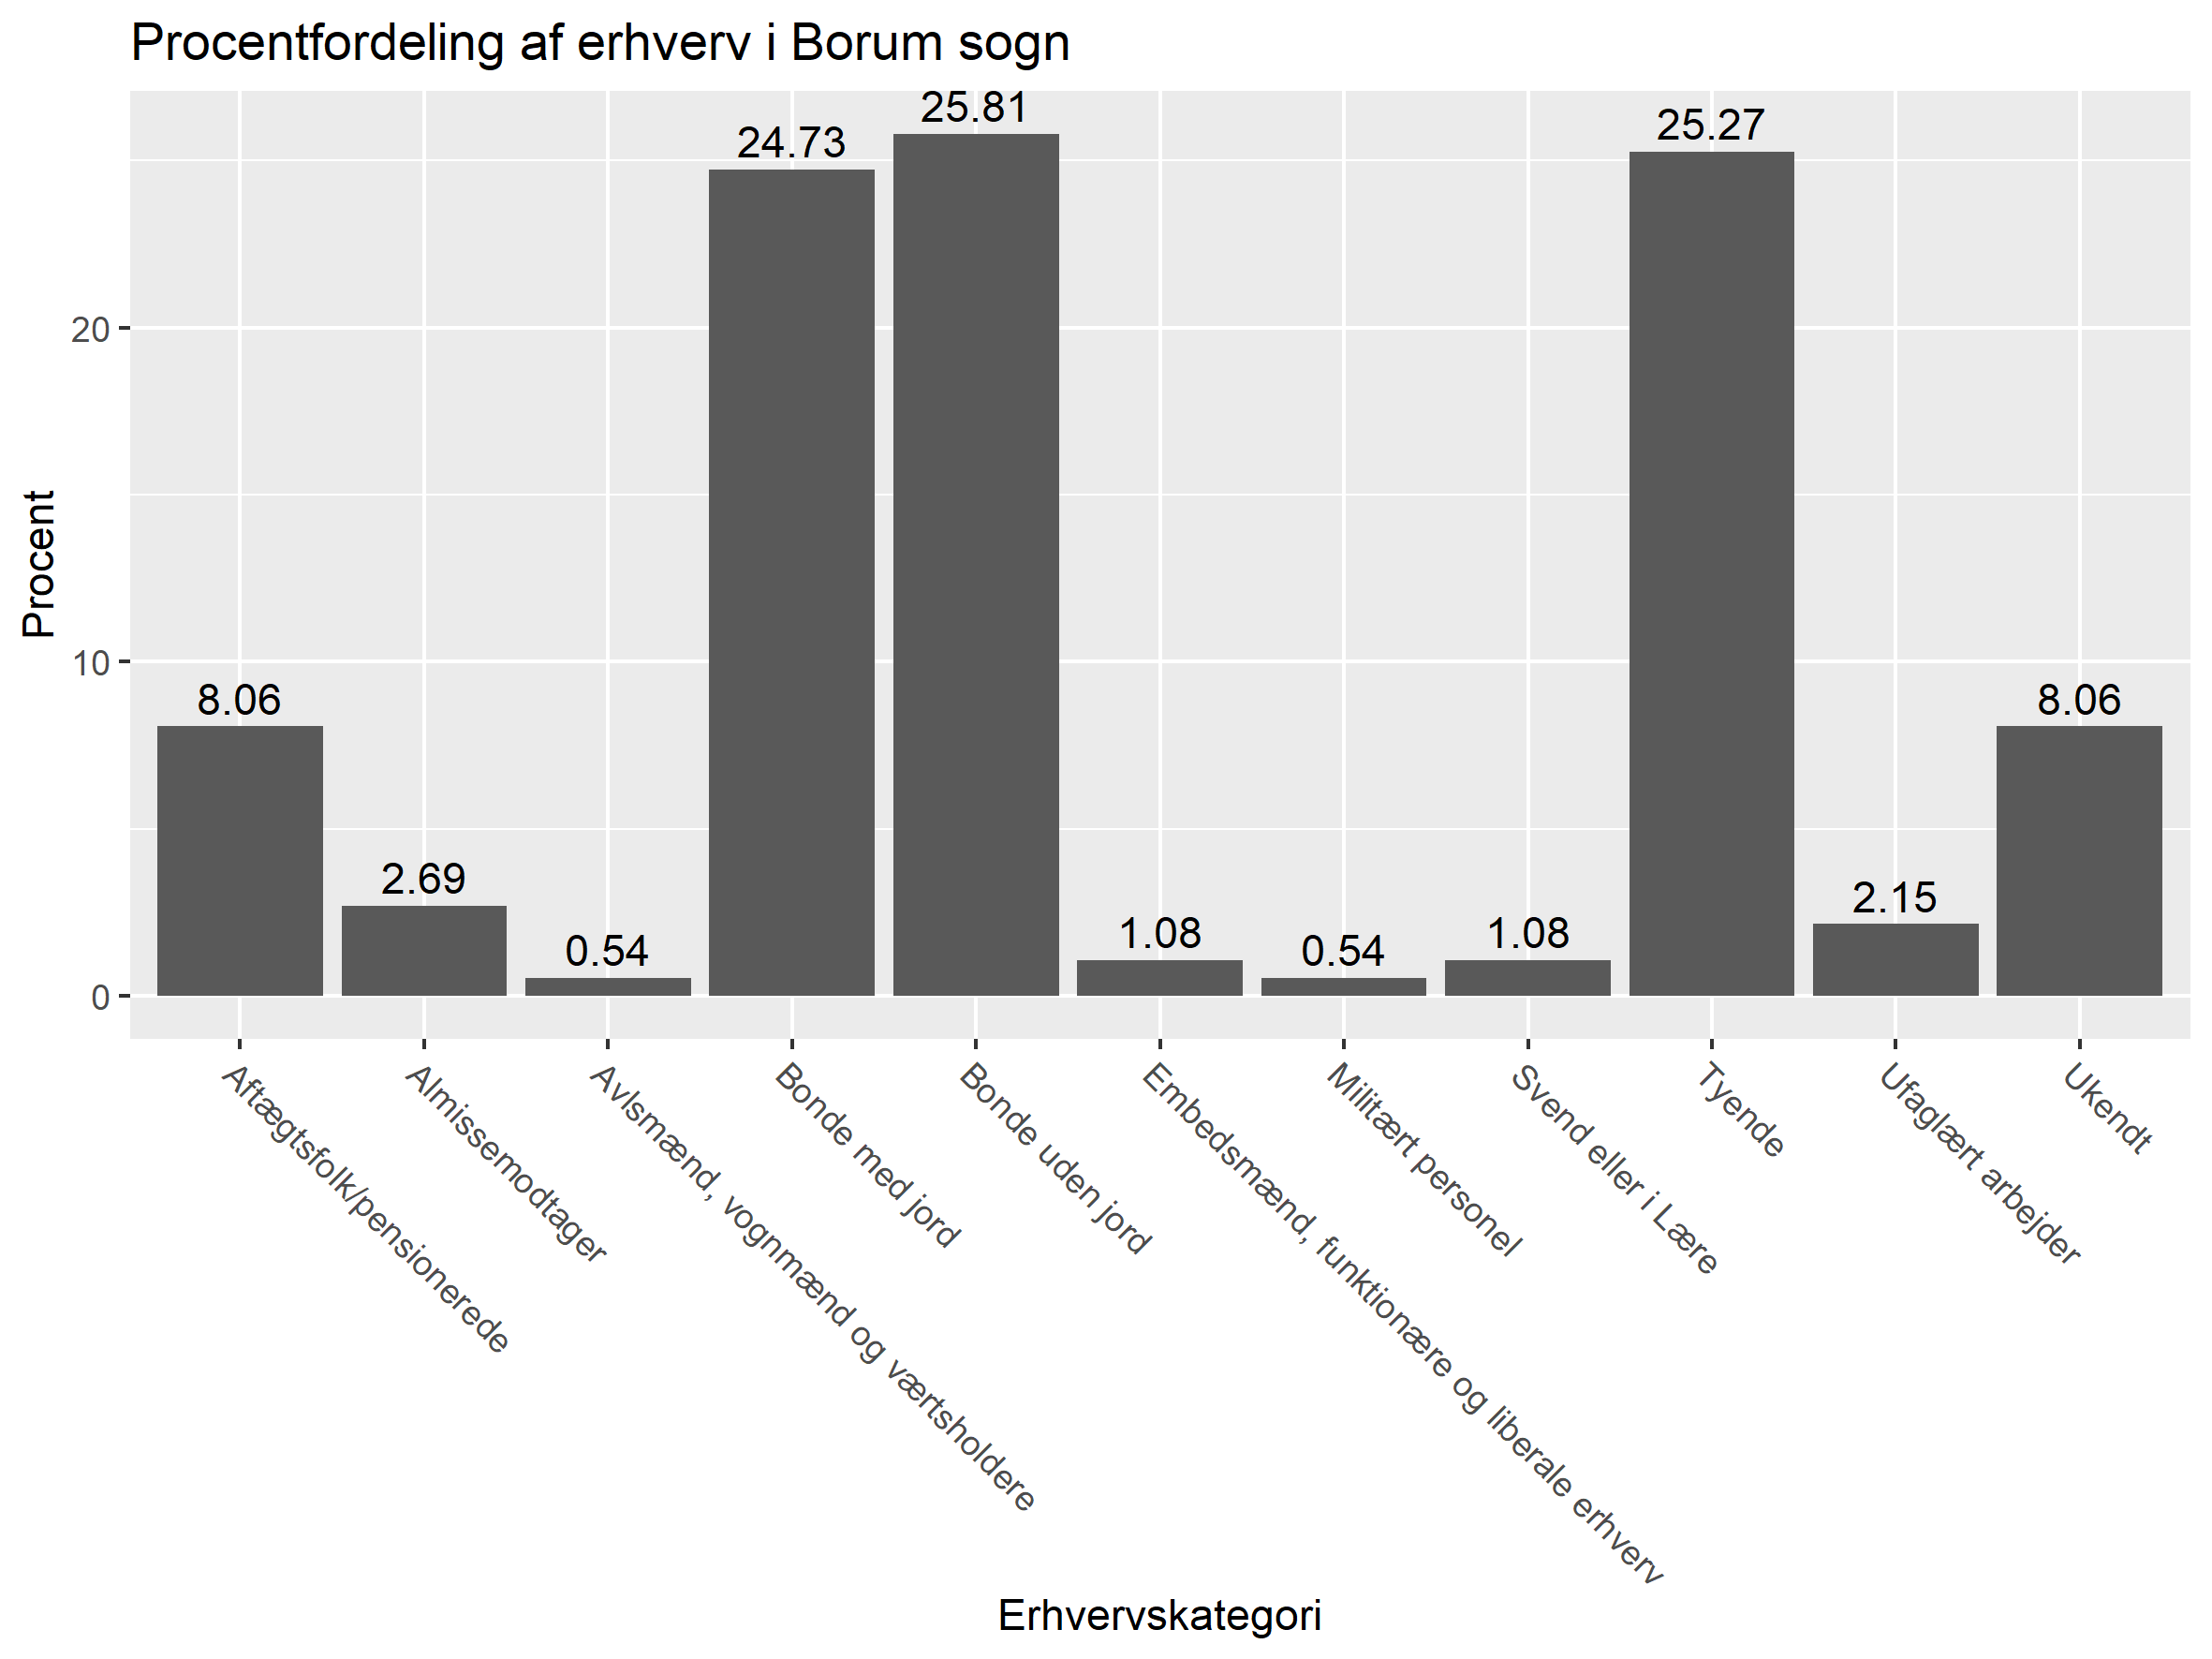 Procentfordeling af erhverv i Borum sogn
Procent
20
10
0
8.06
2.69
0.54
24.73
25.81
1.08
0.54
1.08
25.27
2.15
8.06
Aftægtsfolk/pensionerede
Almissemodtager
Avlsmænd, vognmænd og værtsholdere
Bonde med jord
Bonde uden jord
Embedsmænd, funktionære og liberale erhverv
Militært personel
Svend eller i Lære
Tyende
Ufaglært arbejder
Ukendt
Erhvervskategori